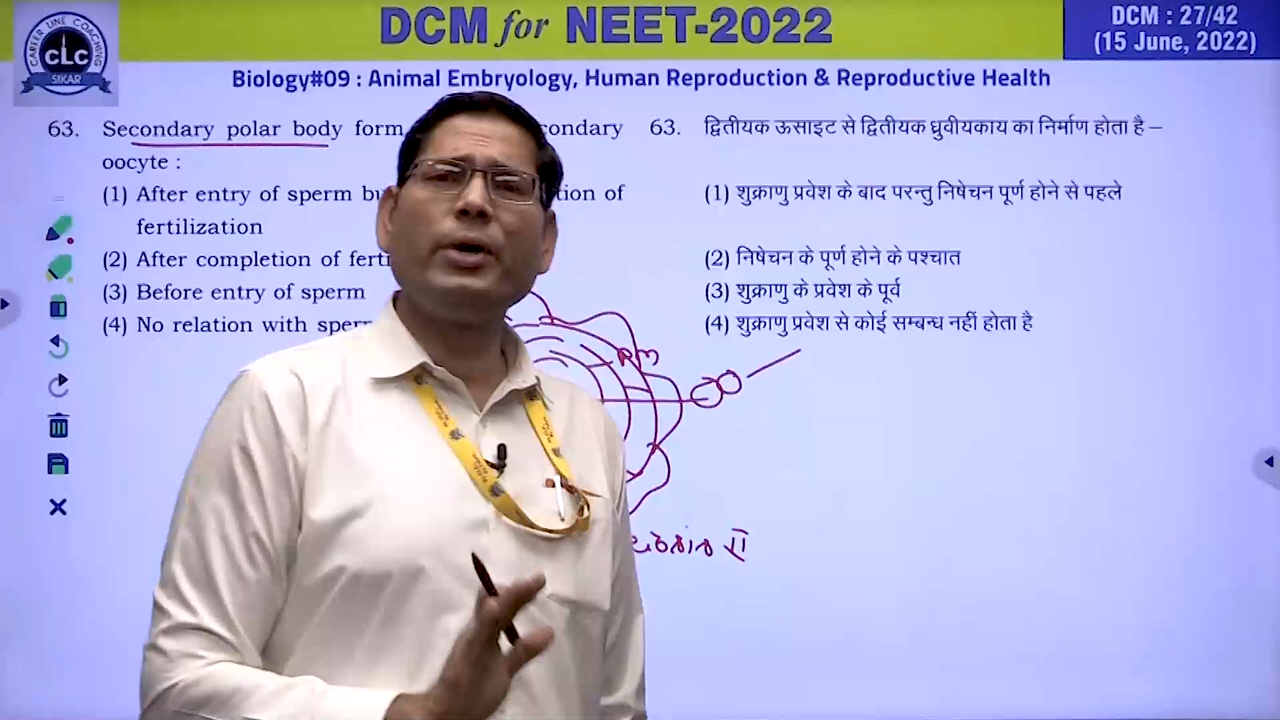 DCM for NEET-2022
DCM : 27/42
(15 June, 2022)
CAREER LINE COACHING
CLC
SIKAR
Biology#09 : Animal Embryology, Human Reproduction & Reproductive Health
63. Secondary polar body form condary
oocyte :
(1) After entry of sperm bu tion of
fertilization
(2) After completion of ferti
(3) Before entry of sperm
(4) No relation with sperm
63. द्वितीयक ऊसाइट से द्वितीयक ध्रुवीयकाय का निर्माण होता है –
(1) शुक्राणु प्रवेश के बाद परन्तु निषेचन पूर्ण होने से पहले
(2) निषेचन के पूर्ण होने के पश्चात
(3) शुक्राणु के प्रवेश के पूर्व
(4) शुक्राणु प्रवेश से कोई सम्बन्ध नहीं होता है
II